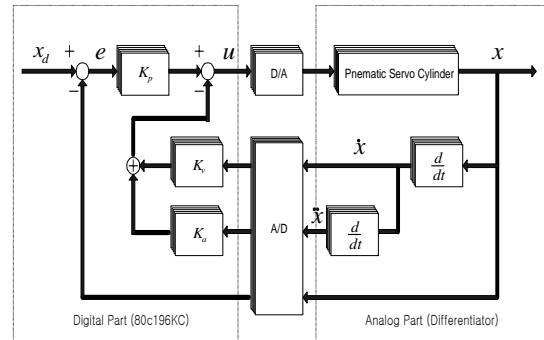 x_d + e K_p + u D/A Pnematic Servo Cylinder x
− −
ẋ d/dt
+ K_v
A/D
ẍ d/dt
K_a
Digital Part (80c196KC) Analog Part (Differentiator)